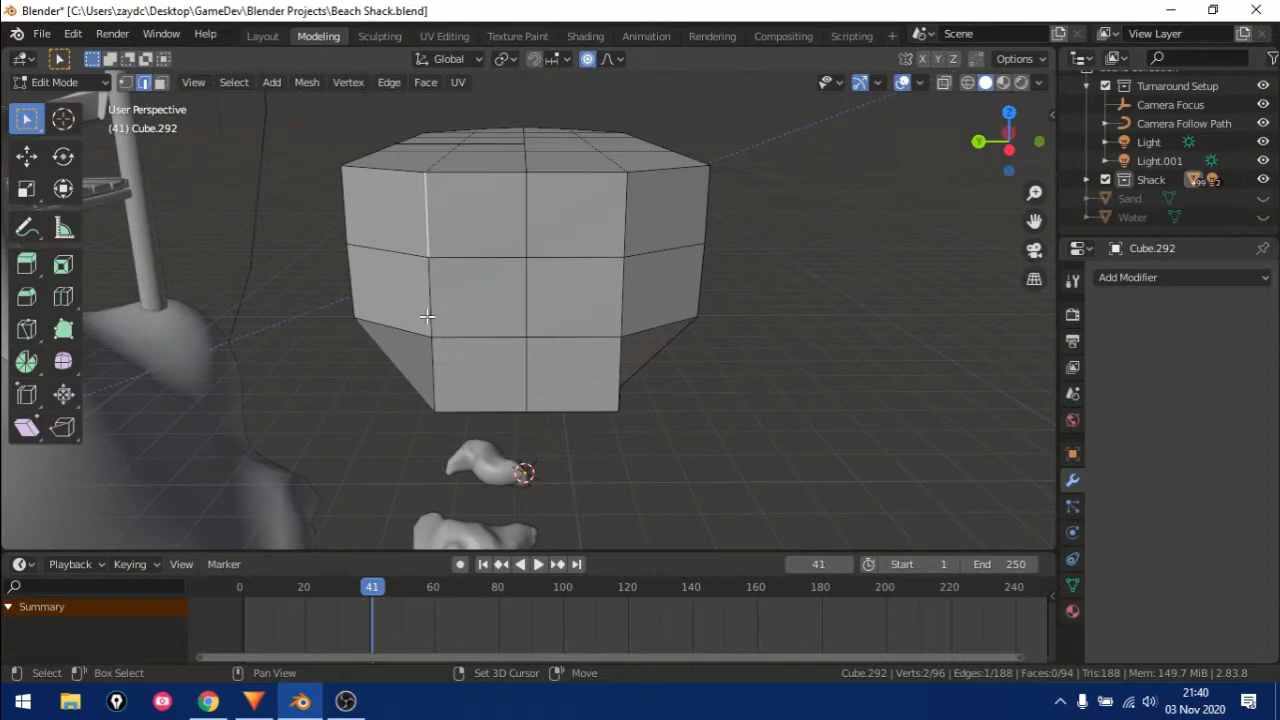 Blender* [C:\Users\zaydc\Desktop\GameDev\Blender Projects\Beach Shack.blend]
File Edit Render Window Help Layout Modeling Sculpting UV Editing Texture Paint Shading Animation Rendering Compositing Scripting Scene View Layer
Global X Y Z Options
Edit Mode View Select Add Mesh Vertex Edge Face UV
User Perspective
(41) Cube.292
Z
Y
Turnaround Setup
Camera Focus
Camera Follow Path
Light
Light.001
Shack
Sand
Water
Cube.292
Add Modifier
Playback Keying View Marker 41 Start 1 End 250
0 20 41 60 80 100 120 140 160 180 200 220 240
Summary
Select Box Select Pan View Set 3D Cursor Move Cube.292 | Verts:2/96 | Edges:1/188 | Faces:0/94 | Tris:188 | Mem: 149.7 MiB | 2.83.8
21:40
03 Nov 2020